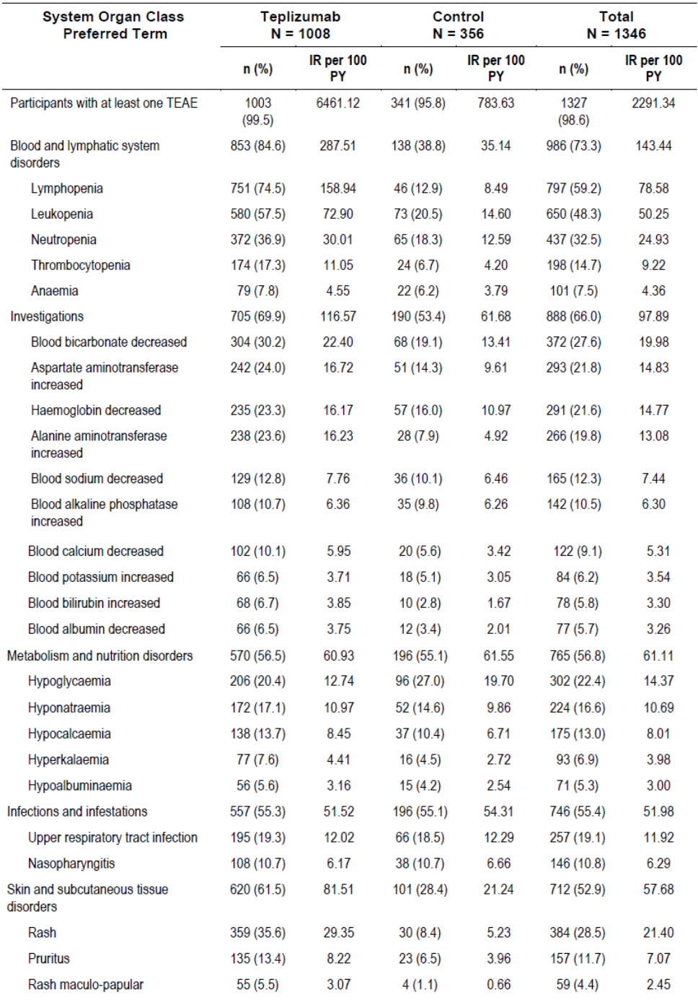 System Organ Class Teplizumab Control Total
Preferred Term N = 1008 N = 356 N = 1346
n (%) IR per 100 PY n (%) IR per 100 PY n (%) IR per 100 PY
Participants with at least one TEAE 1003 (99.5) 6461.12 341 (95.8) 783.63 1327 (98.6) 2291.34
Blood and lymphatic system disorders 853 (84.6) 287.51 138 (38.8) 35.14 986 (73.3) 143.44
Lymphopenia 751 (74.5) 158.94 46 (12.9) 8.49 797 (59.2) 78.58
Leukopenia 580 (57.5) 72.90 73 (20.5) 14.60 650 (48.3) 50.25
Neutropenia 372 (36.9) 30.01 65 (18.3) 12.59 437 (32.5) 24.93
Thrombocytopenia 174 (17.3) 11.05 24 (6.7) 4.20 198 (14.7) 9.22
Anaemia 79 (7.8) 4.55 22 (6.2) 3.79 101 (7.5) 4.36
Investigations 705 (69.9) 116.57 190 (53.4) 61.68 888 (66.0) 97.89
Blood bicarbonate decreased 304 (30.2) 22.40 68 (19.1) 13.41 372 (27.6) 19.98
Aspartate aminotransferase increased 242 (24.0) 16.72 51 (14.3) 9.61 293 (21.8) 14.83
Haemoglobin decreased 235 (23.3) 16.17 57 (16.0) 10.97 291 (21.6) 14.77
Alanine aminotransferase increased 238 (23.6) 16.23 28 (7.9) 4.92 266 (19.8) 13.08
Blood sodium decreased 129 (12.8) 7.76 36 (10.1) 6.46 165 (12.3) 7.44
Blood alkaline phosphatase increased 108 (10.7) 6.36 35 (9.8) 6.26 142 (10.5) 6.30
Blood calcium decreased 102 (10.1) 5.95 20 (5.6) 3.42 122 (9.1) 5.31
Blood potassium increased 66 (6.5) 3.71 18 (5.1) 3.05 84 (6.2) 3.54
Blood bilirubin increased 68 (6.7) 3.85 10 (2.8) 1.67 78 (5.8) 3.30
Blood albumin decreased 66 (6.5) 3.75 12 (3.4) 2.01 77 (5.7) 3.26
Metabolism and nutrition disorders 570 (56.5) 60.93 196 (55.1) 61.55 765 (56.8) 61.11
Hypoglycaemia 206 (20.4) 12.74 96 (27.0) 19.70 302 (22.4) 14.37
Hyponatraemia 172 (17.1) 10.97 52 (14.6) 9.86 224 (16.6) 10.69
Hypocalcaemia 138 (13.7) 8.45 37 (10.4) 6.71 175 (13.0) 8.01
Hyperkalaemia 77 (7.6) 4.41 16 (4.5) 2.72 93 (6.9) 3.98
Hypoalbuminaemia 56 (5.6) 3.16 15 (4.2) 2.54 71 (5.3) 3.00
Infections and infestations 557 (55.3) 51.52 196 (55.1) 54.31 746 (55.4) 51.98
Upper respiratory tract infection 195 (19.3) 12.02 66 (18.5) 12.29 257 (19.1) 11.92
Nasopharyngitis 108 (10.7) 6.17 38 (10.7) 6.66 146 (10.8) 6.29
Skin and subcutaneous tissue disorders 620 (61.5) 81.51 101 (28.4) 21.24 712 (52.9) 57.68
Rash 359 (35.6) 29.35 30 (8.4) 5.23 384 (28.5) 21.40
Pruritus 135 (13.4) 8.22 23 (6.5) 3.96 157 (11.7) 7.07
Rash maculo-papular 55 (5.5) 3.07 4 (1.1) 0.66 59 (4.4) 2.45